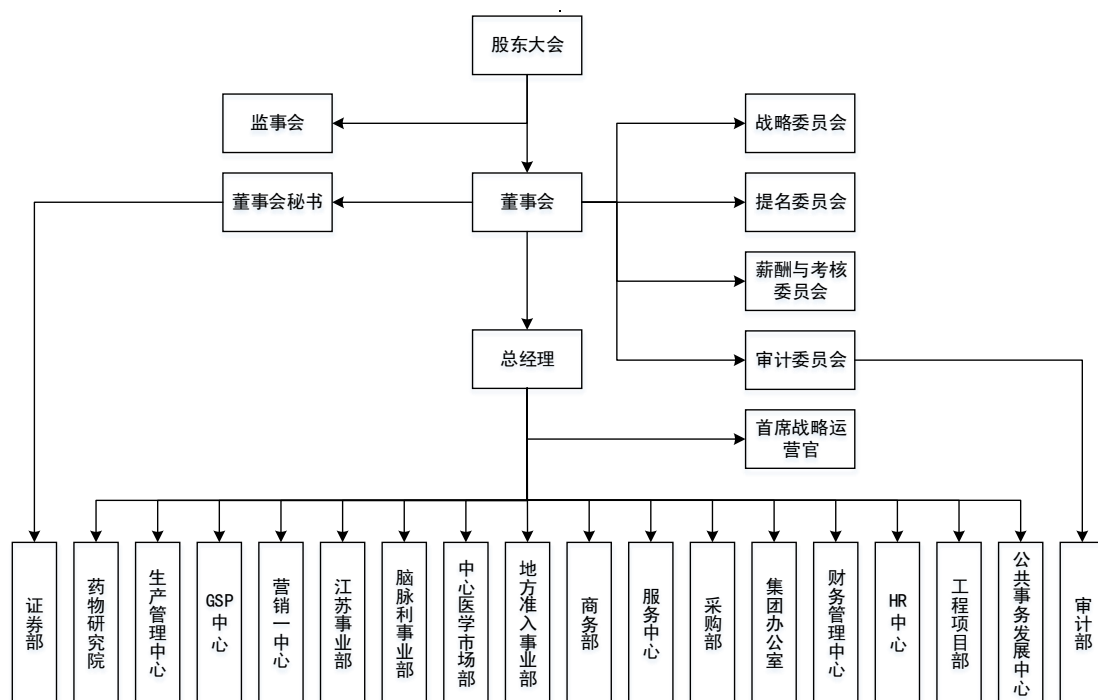 股东大会
监事会
战略委员会
董事会秘书
董事会
提名委员会
薪酬与考核
委员会
总经理
审计委员会
首席战略运
营官
证券部
药物研究院
生产管理中心
GSP中心
营销一中心
江苏事业部
脑脉利事业部
中心医学市场部
地方准入事业部
商务部
服务中心
采购部
集团办公室
财务管理中心
HR中心
工程项目部
公共事务发展中心
审计部